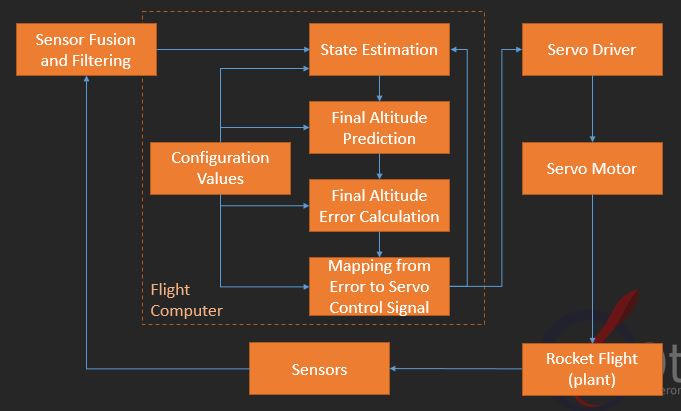 Sensor Fusion
and Filtering
State Estimation
Servo Driver
Final Altitude
Prediction
Configuration
Values
Servo Motor
Final Altitude
Error Calculation
Mapping from
Error to Servo
Control Signal
Flight
Computer
Sensors
Rocket Flight
(plant)